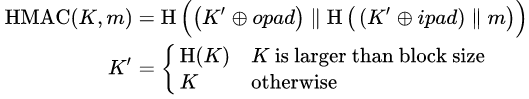 HMAC(K, m) = H((K′ ⊕ opad) ∥ H((K′ ⊕ ipad) ∥ m))
K′ = { H(K) K is larger than block size
K otherwise